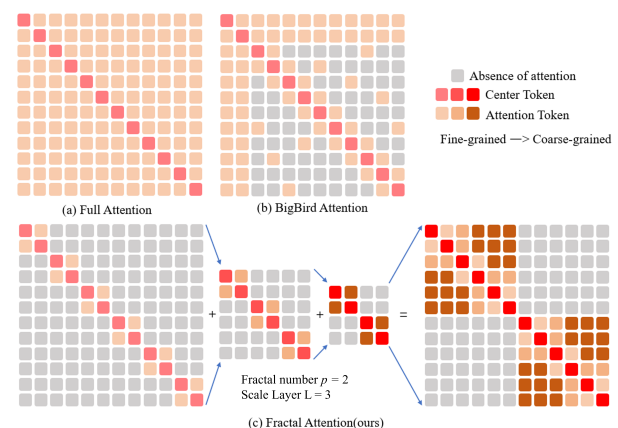 Absence of attention
Center Token
Attention Token
Fine-grained —> Coarse-grained
(a) Full Attention
(b) BigBird Attention
+
+
=
Fractal number p = 2
Scale Layer L = 3
(c) Fractal Attention(ours)